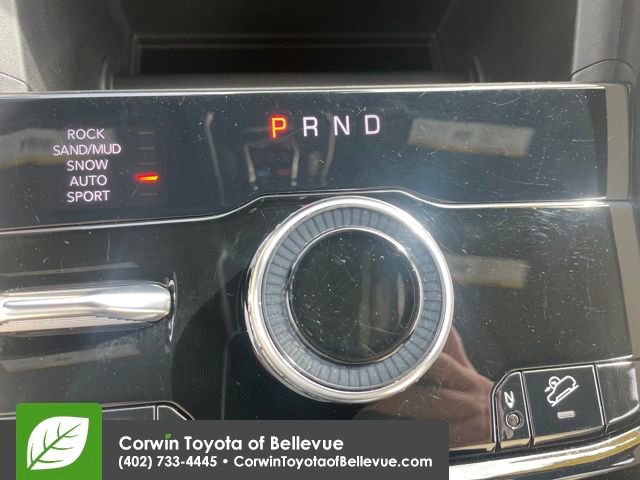 P R N D
ROCK
SAND/MUD
SNOW
AUTO
SPORT
N
Corwin Toyota of Bellevue
(402) 733-4445 • CorwinToyotaofBellevue.com